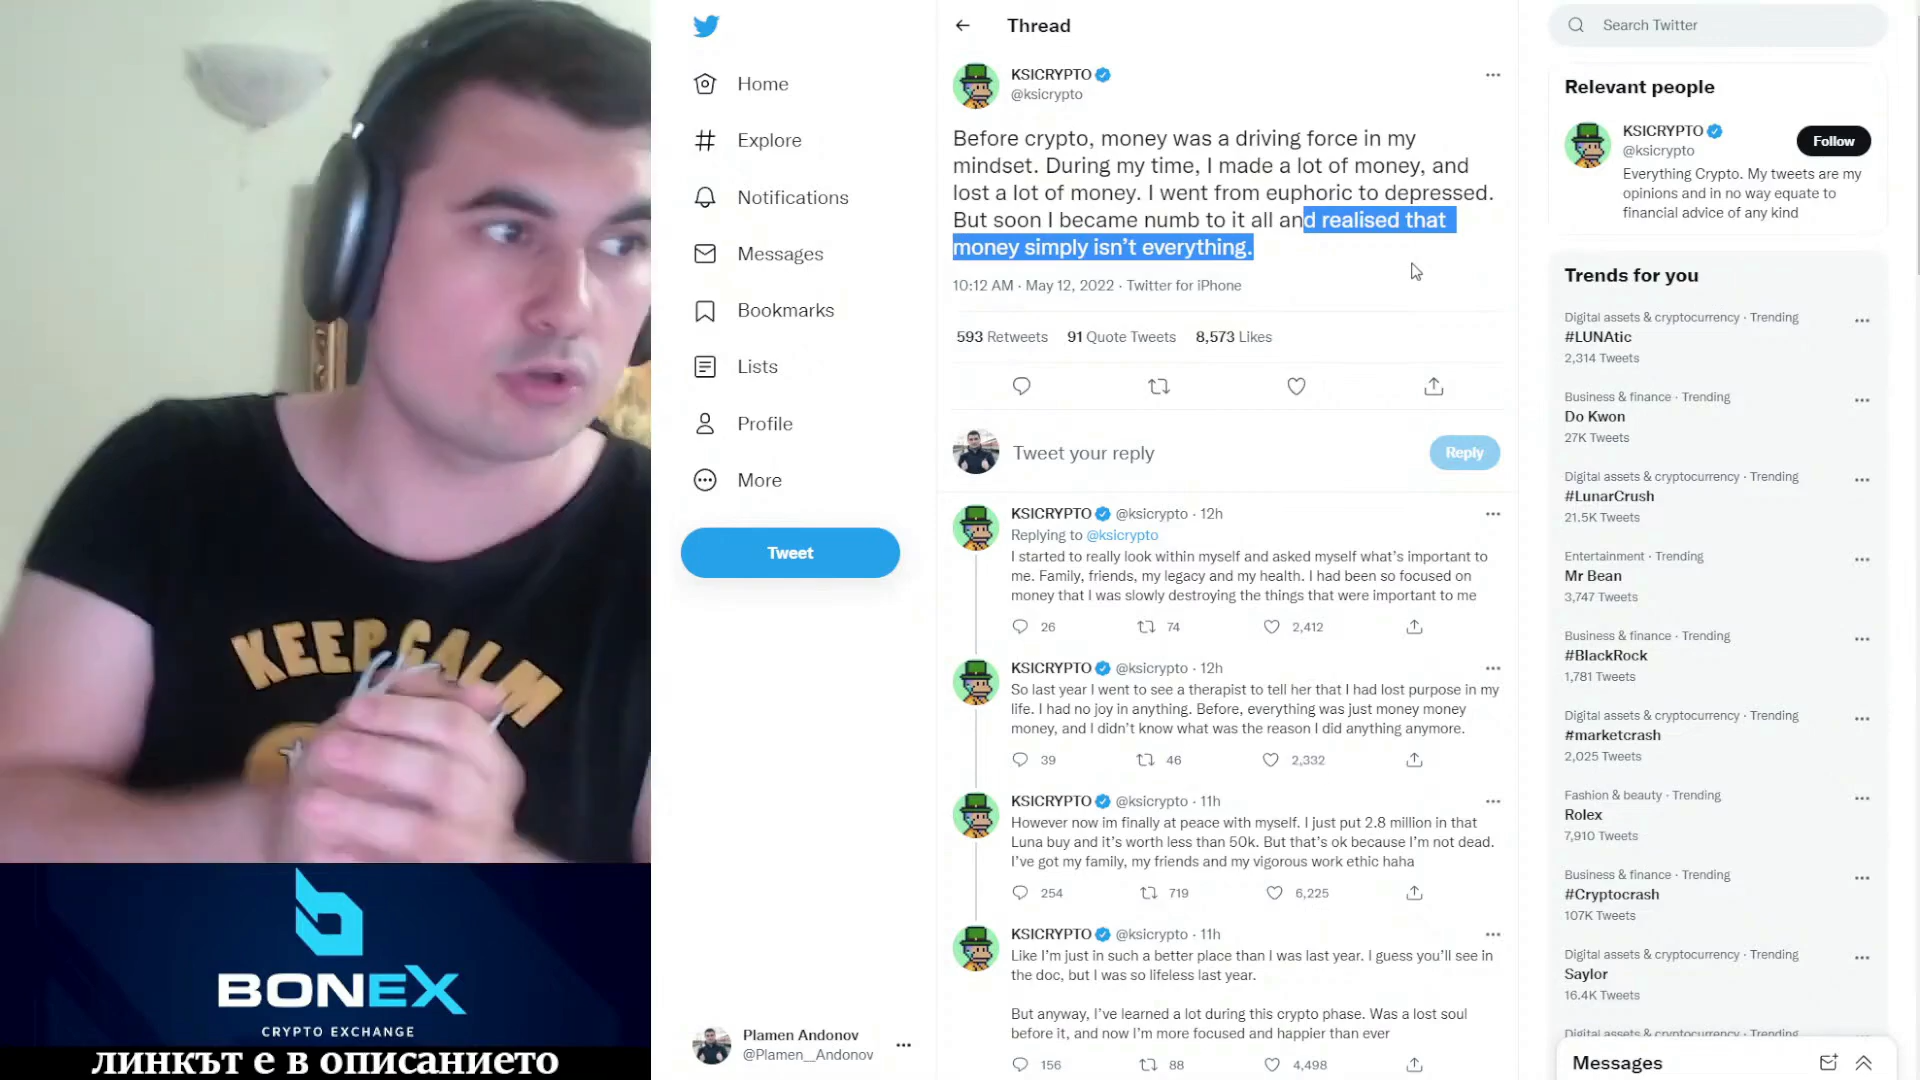 KEEP CALM
BONEX
CRYPTO EXCHANGE
ЛИНКЪТ Е В ОПИСАНИЕТО
Home
Explore
Notifications
Messages
Bookmarks
Lists
Profile
More
Tweet
Plamen Andonov
@Plamen__Andonov
Thread
KSICRYPTO
@ksicrypto
Before crypto, money was a driving force in my
mindset. During my time, I made a lot of money, and
lost a lot of money. I went from euphoric to depressed.
But soon I became numb to it all and realised that
money simply isn’t everything.
10:12 AM · May 12, 2022 · Twitter for iPhone
593 Retweets 91 Quote Tweets 8,573 Likes
Tweet your reply
Reply
KSICRYPTO @ksicrypto · 12h
Replying to @ksicrypto
I started to really look within myself and asked myself what’s important to
me. Family, friends, my legacy and my health. I had been so focused on
money that I was slowly destroying the things that were important to me
26 74 2,412
KSICRYPTO @ksicrypto · 12h
So last year I went to see a therapist to tell her that I had lost purpose in my
life. I had no joy in anything. Before, everything was just money money
money, and I didn’t know what was the reason I did anything anymore.
39 46 2,332
KSICRYPTO @ksicrypto · 11h
However now im finally at peace with myself. I just put 2.8 million in that
Luna buy and it’s worth less than 50k. But that’s ok because I’m not dead.
I’ve got my family, my friends and my vigorous work ethic haha
254 719 6,225
KSICRYPTO @ksicrypto · 11h
Like I’m just in such a better place than I was last year. I guess you’ll see in
the doc, but I was so lifeless last year.
But anyway, I’ve learned a lot during this crypto phase. Was a lost soul
before it, and now I’m more focused and happier than ever
156 88 4,498
Search Twitter
Relevant people
KSICRYPTO
@ksicrypto
Follow
Everything Crypto. My tweets are my
opinions and in no way equate to
financial advice of any kind
Trends for you
Digital assets & cryptocurrency · Trending
#LUNAtic
2,314 Tweets
Business & finance · Trending
Do Kwon
27K Tweets
Digital assets & cryptocurrency · Trending
#LunarCrush
21.5K Tweets
Entertainment · Trending
Mr Bean
3,747 Tweets
Business & finance · Trending
#BlackRock
1,781 Tweets
Digital assets & cryptocurrency · Trending
#marketcrash
2,025 Tweets
Fashion & beauty · Trending
Rolex
7,910 Tweets
Business & finance · Trending
#Cryptocrash
107K Tweets
Digital assets & cryptocurrency · Trending
Saylor
16.4K Tweets
Digital assets & cryptocurrency · Trending
Messages